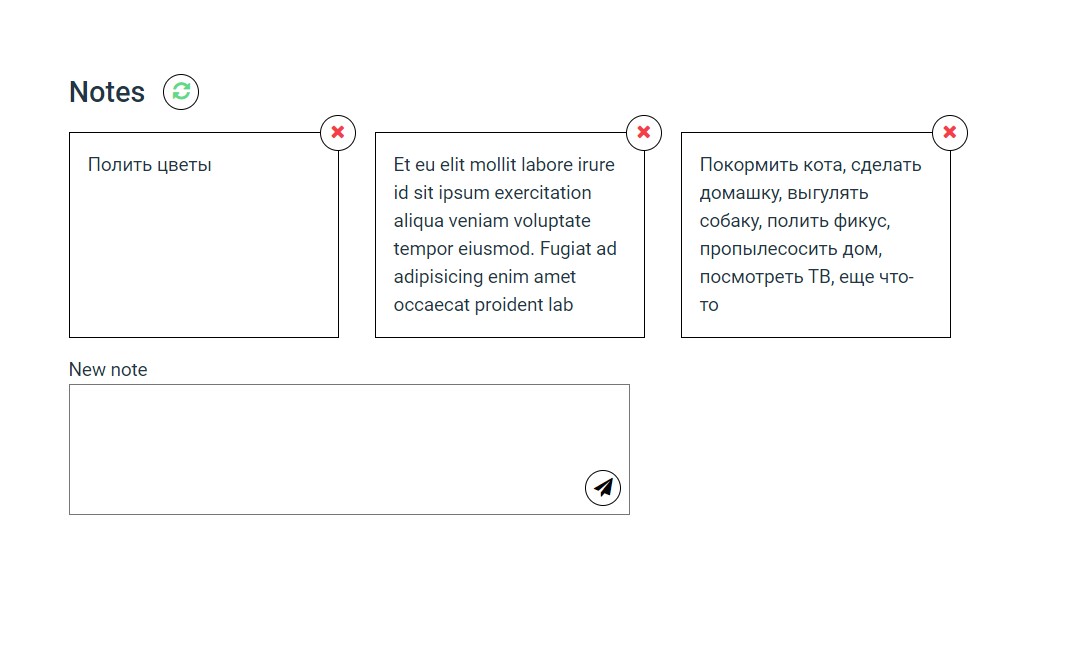 Notes
Полить цветы
Et eu elit mollit labore irure
id sit ipsum exercitation
aliqua veniam voluptate
tempor eiusmod. Fugiat ad
adipisicing enim amet
occaecat proident lab
Покормить кота, сделать
домашку, выгулять
собаку, полить фикус,
пропылесосить дом,
посмотреть ТВ, еще что-
то
New note